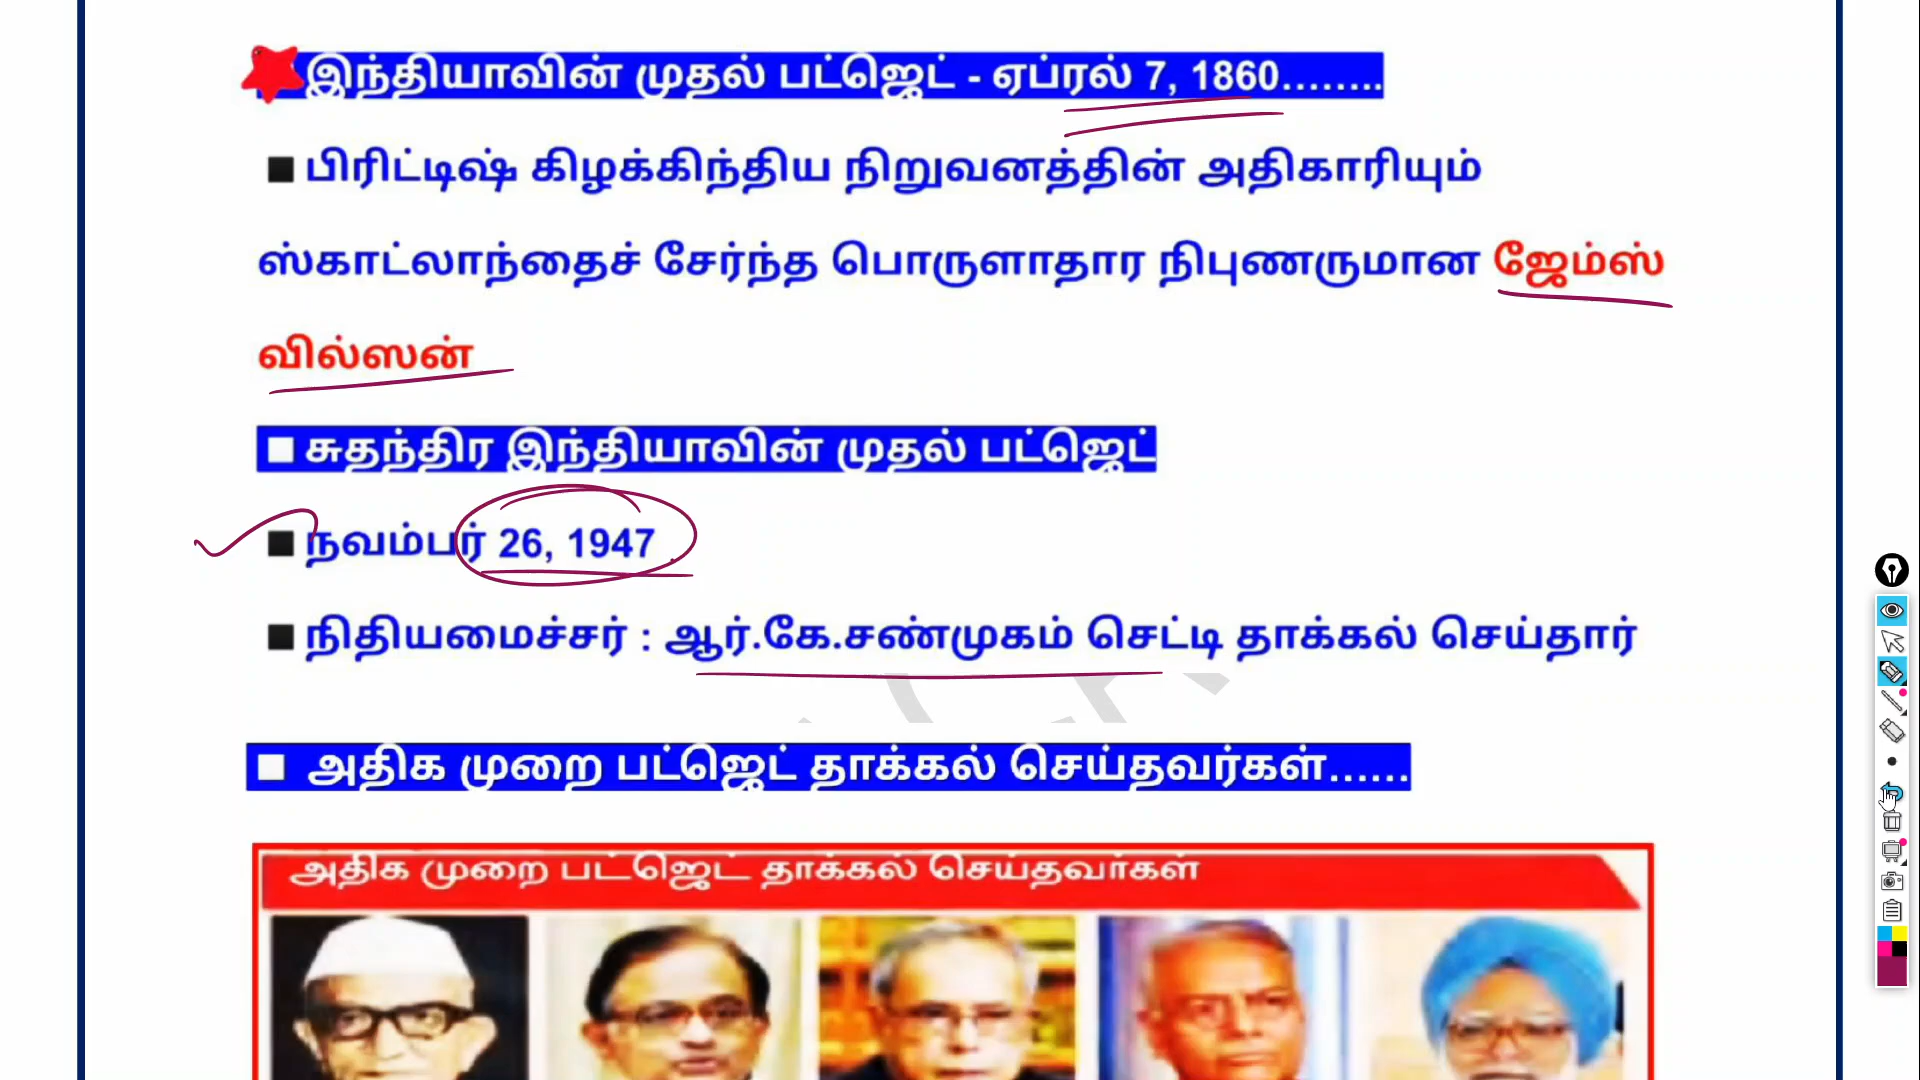 இந்தியாவின் முதல் பட்ஜெட் - ஏப்ரல் 7, 1860........
■ பிரிட்டிஷ் கிழக்கிந்திய நிறுவனத்தின் அதிகாரியும்
ஸ்காட்லாந்தைச் சேர்ந்த பொருளாதார நிபுணருமான ஜேம்ஸ்
வில்ஸன்
■ சுதந்திர இந்தியாவின் முதல் பட்ஜெட்
■ நவம்பர் 26, 1947
■ நிதியமைச்சர் : ஆர்.கே.சண்முகம் செட்டி தாக்கல் செய்தார்
■ அதிக முறை பட்ஜெட் தாக்கல் செய்தவர்கள்......
அதிக முறை பட்ஜெட் தாக்கல் செய்தவர்கள்